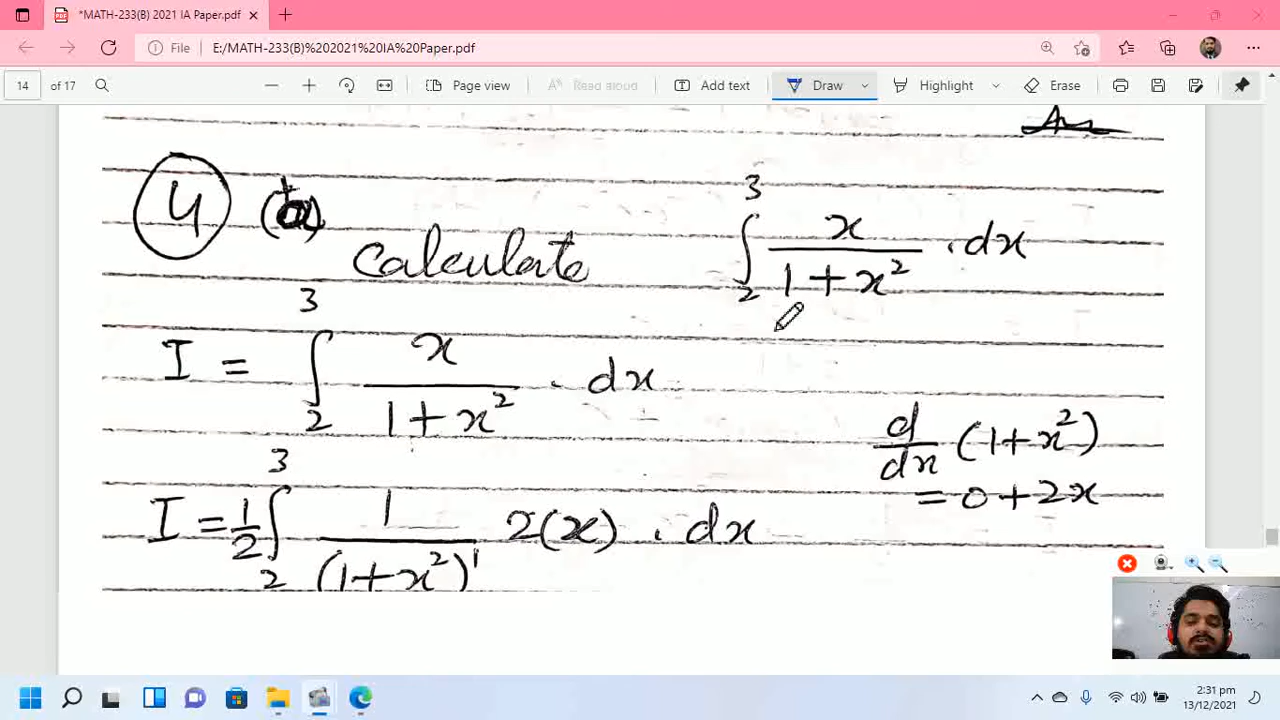 *MATH-233(B) 2021 IA Paper.pdf
File E:/MATH-233(B)%202021%20IA%20Paper.pdf
14 of 17 Page view Read aloud Add text Draw Highlight Erase
Ans
4 (b) Calculate ∫₂³ x/(1+x²) . dx
I = ∫₂³ x/(1+x²) . dx
d/dx (1+x²)
= 0+2x
I = 1/2 ∫₂³ 1/(1+x²)¹ 2(x) . dx
2:31 pm
13/12/2021